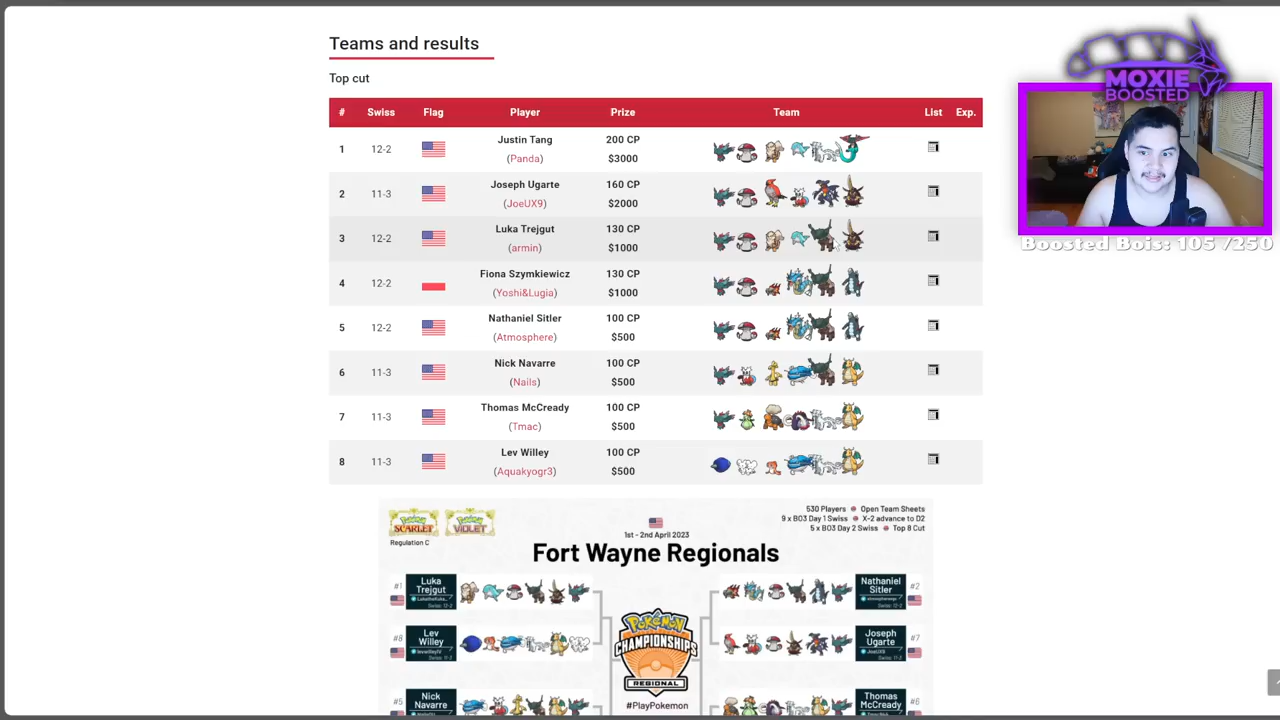 Teams and results
Top cut
# Swiss Flag Player Prize Team List Exp.
1 12-2 Justin Tang (Panda) 200 CP $3000
2 11-3 Joseph Ugarte (JoeUX9) 160 CP $2000
3 12-2 Luka Trejgut (armin) 130 CP $1000
4 12-2 Fiona Szymkiewicz (Yoshi&Lugia) 130 CP $1000
5 12-2 Nathaniel Sitler (Atmosphere) 100 CP $500
6 11-3 Nick Navarre (Nails) 100 CP $500
7 11-3 Thomas McCready (Tmac) 100 CP $500
8 11-3 Lev Willey (Aquakyogr3) 100 CP $500
MOXIE
BOOSTED
Boosted Bois: 105 /250
Pokémon SCARLET Pokémon VIOLET
Regulation C
1st - 2nd April 2023
Fort Wayne Regionals
530 Players Open Team Sheets
9 x BO3 Day 1 Swiss X-2 advance to D2
5 x BO3 Day 2 Swiss Top 8 Cut
#1 Luka Trejgut
#8 Lev Willey
#5 Nick Navarre
Pokémon
CHAMPIONSHIPS
REGIONAL
#PlayPokemon
Nathaniel Sitler #2
Joseph Ugarte #7
Thomas McCready #6